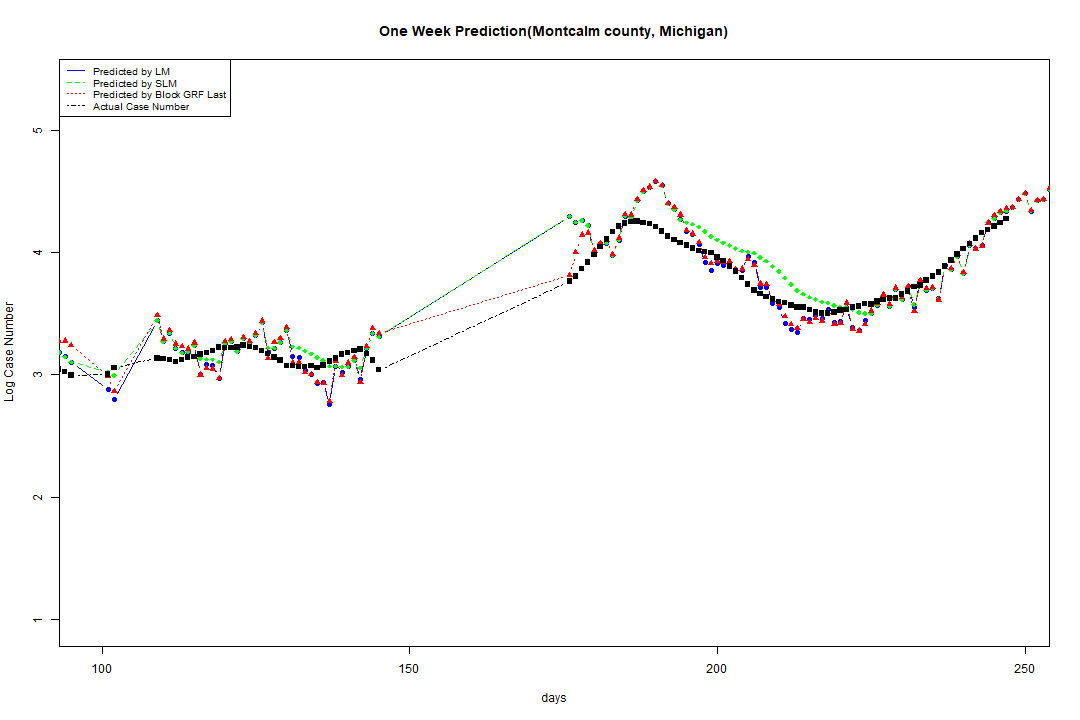 One Week Prediction(Montcalm county, Michigan)
Predicted by LM
Predicted by SLM
Predicted by Block GRF Last
Actual Case Number
5
4
3
2
1
Log Case Number
100 150 200 250
days